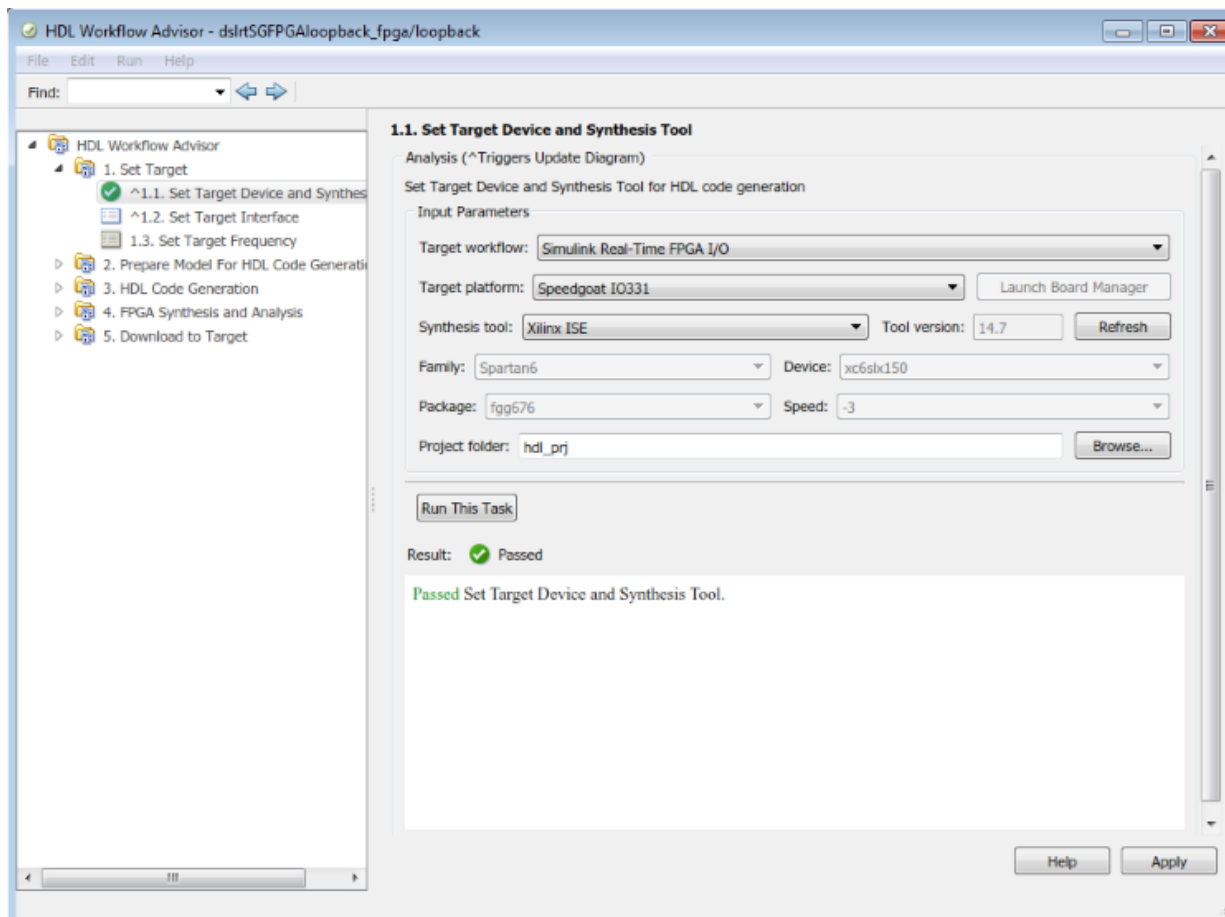 HDL Workflow Advisor - dslrtSGFPGAloopback_fpga/loopback
File Edit Run Help
Find:
HDL Workflow Advisor
1. Set Target
^1.1. Set Target Device and Synthes
^1.2. Set Target Interface
1.3. Set Target Frequency
2. Prepare Model For HDL Code Generati
3. HDL Code Generation
4. FPGA Synthesis and Analysis
5. Download to Target
1.1. Set Target Device and Synthesis Tool
Analysis (^Triggers Update Diagram)
Set Target Device and Synthesis Tool for HDL code generation
Input Parameters
Target workflow: Simulink Real-Time FPGA I/O
Target platform: Speedgoat IO331 Launch Board Manager
Synthesis tool: Xilinx ISE Tool version: 14.7 Refresh
Family: Spartan6 Device: xc6slx150
Package: fgg676 Speed: -3
Project folder: hdl_prj Browse...
Run This Task
Result: Passed
Passed Set Target Device and Synthesis Tool.
Help Apply